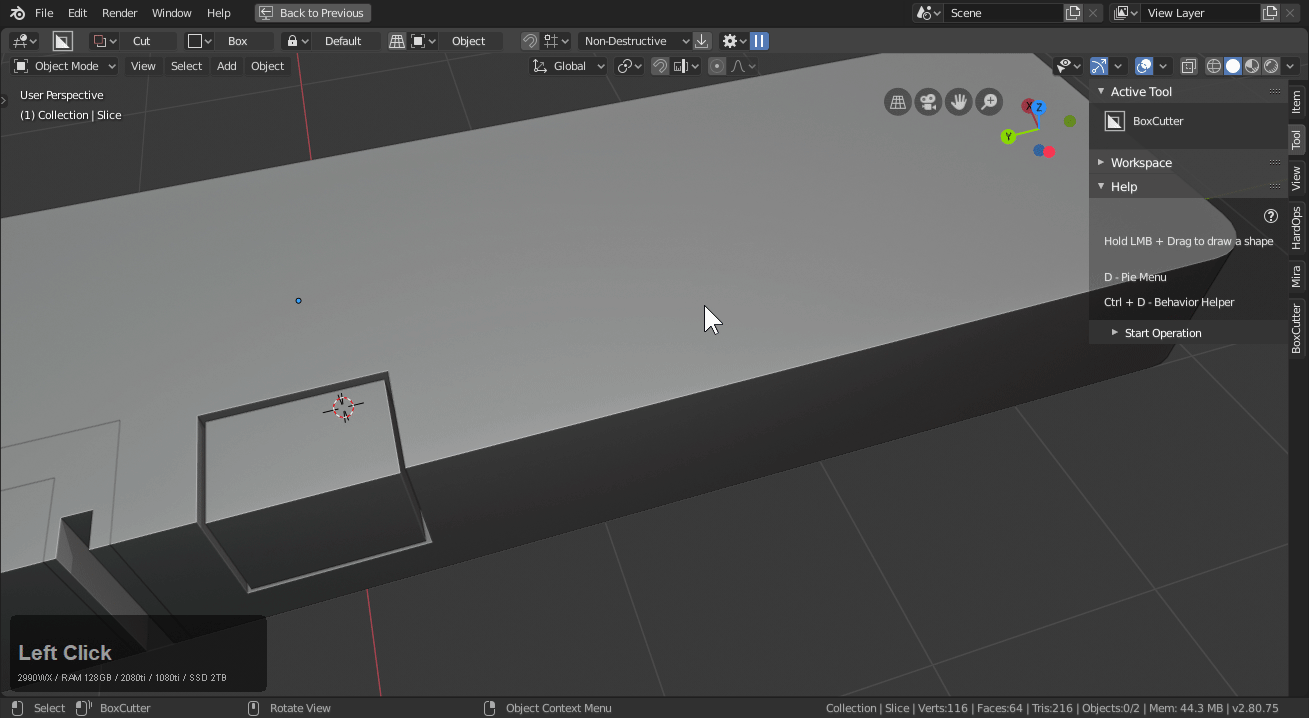 File Edit Render Window Help Back to Previous Scene View Layer
Cut Box Default Object Non-Destructive
Object Mode View Select Add Object Global
User Perspective
(1) Collection | Slice
X Z
Y
Active Tool
BoxCutter
Workspace
Help
Hold LMB + Drag to draw a shape
D - Pie Menu
Ctrl + D - Behavior Helper
Start Operation
Item
Tool
View
HardOps
Mira
BoxCutter
Left Click
2990WX / RAM 128GB / 2080ti / 1080ti / SSD 2TB
Select BoxCutter Rotate View Object Context Menu Collection | Slice | Verts:116 | Faces:64 | Tris:216 | Objects:0/2 | Mem: 44.3 MB | v2.80.75